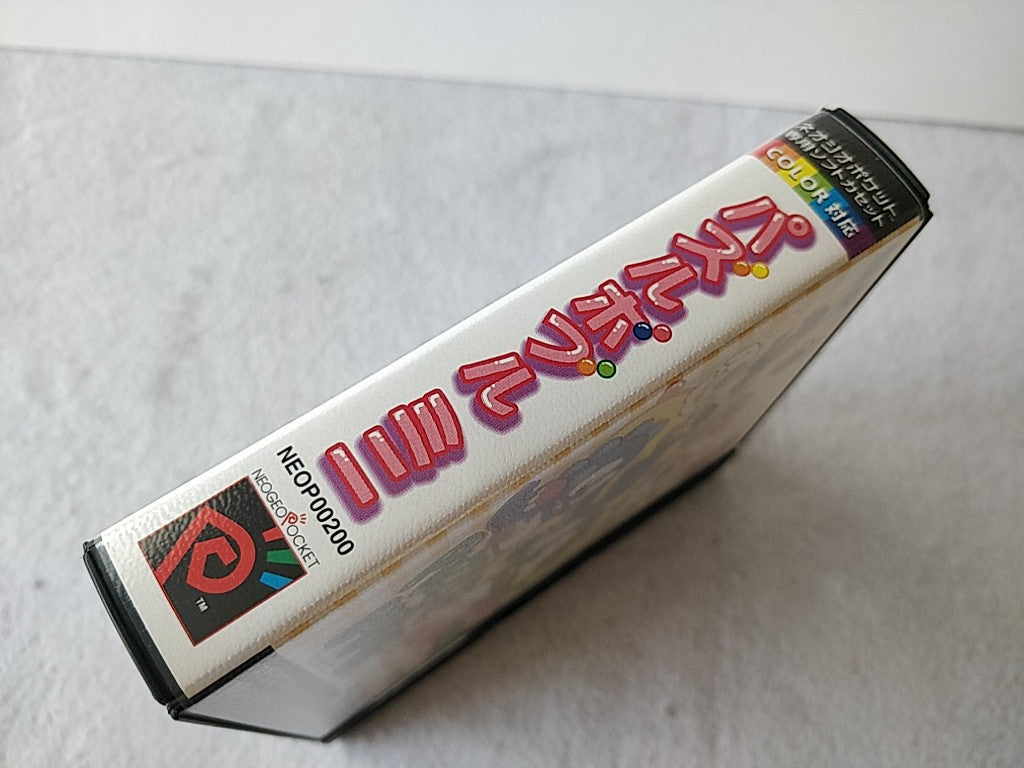 ネオジオポケット
専用ソフトカセット
COLOR 対応
パズルボブルミニ
NEOP00200
NEOGEO POCKET
TM